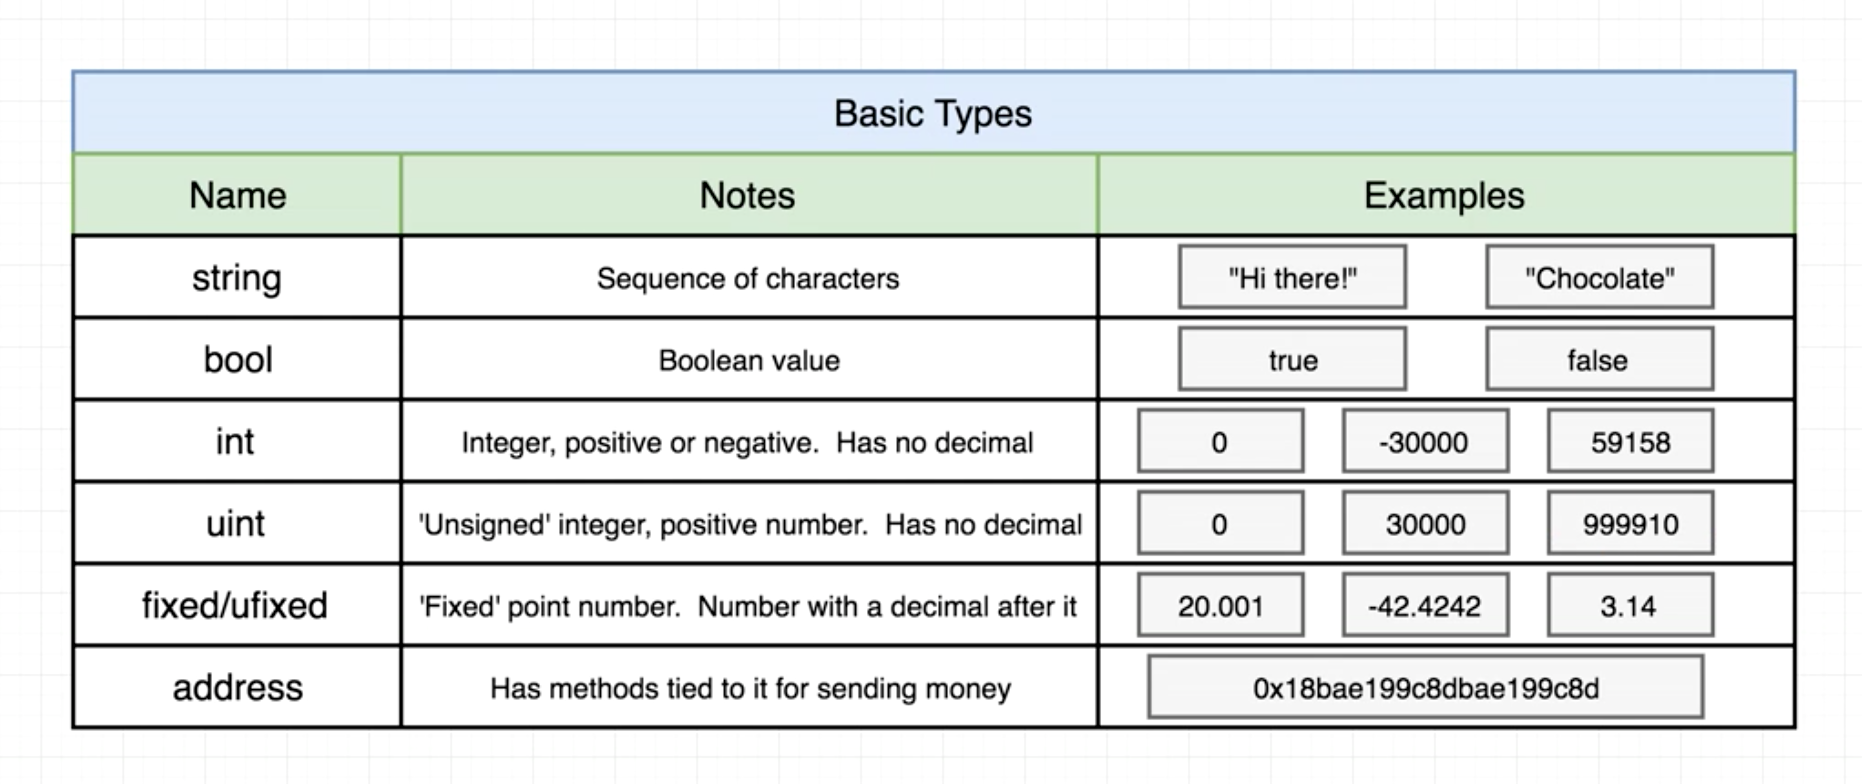 Basic Types
Name Notes Examples
string Sequence of characters "Hi there!" "Chocolate"
bool Boolean value true false
int Integer, positive or negative. Has no decimal 0 -30000 59158
uint 'Unsigned' integer, positive number. Has no decimal 0 30000 999910
fixed/ufixed 'Fixed' point number. Number with a decimal after it 20.001 -42.4242 3.14
address Has methods tied to it for sending money 0x18bae199c8dbae199c8d